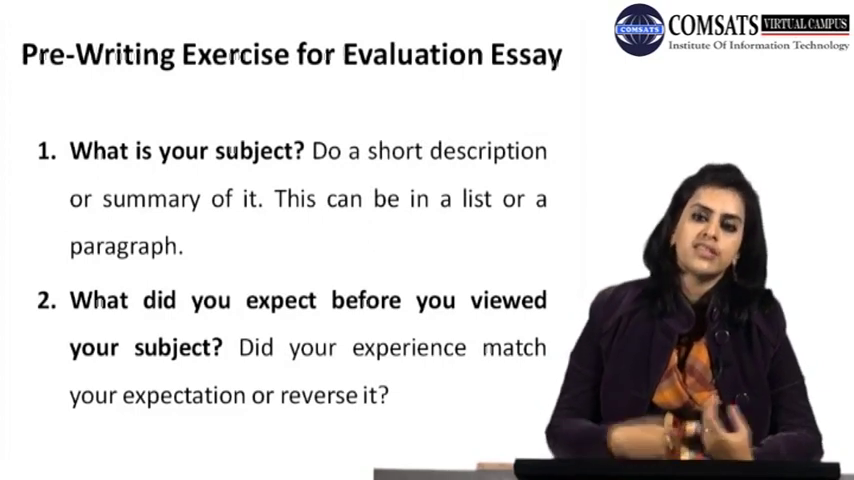 COMSATS VIRTUAL CAMPUS
COMSATS
Institute Of Information Technology
Pre-Writing Exercise for Evaluation Essay
1. What is your subject? Do a short description
or summary of it. This can be in a list or a
paragraph.
2. What did you expect before you viewed
your subject? Did your experience match
your expectation or reverse it?